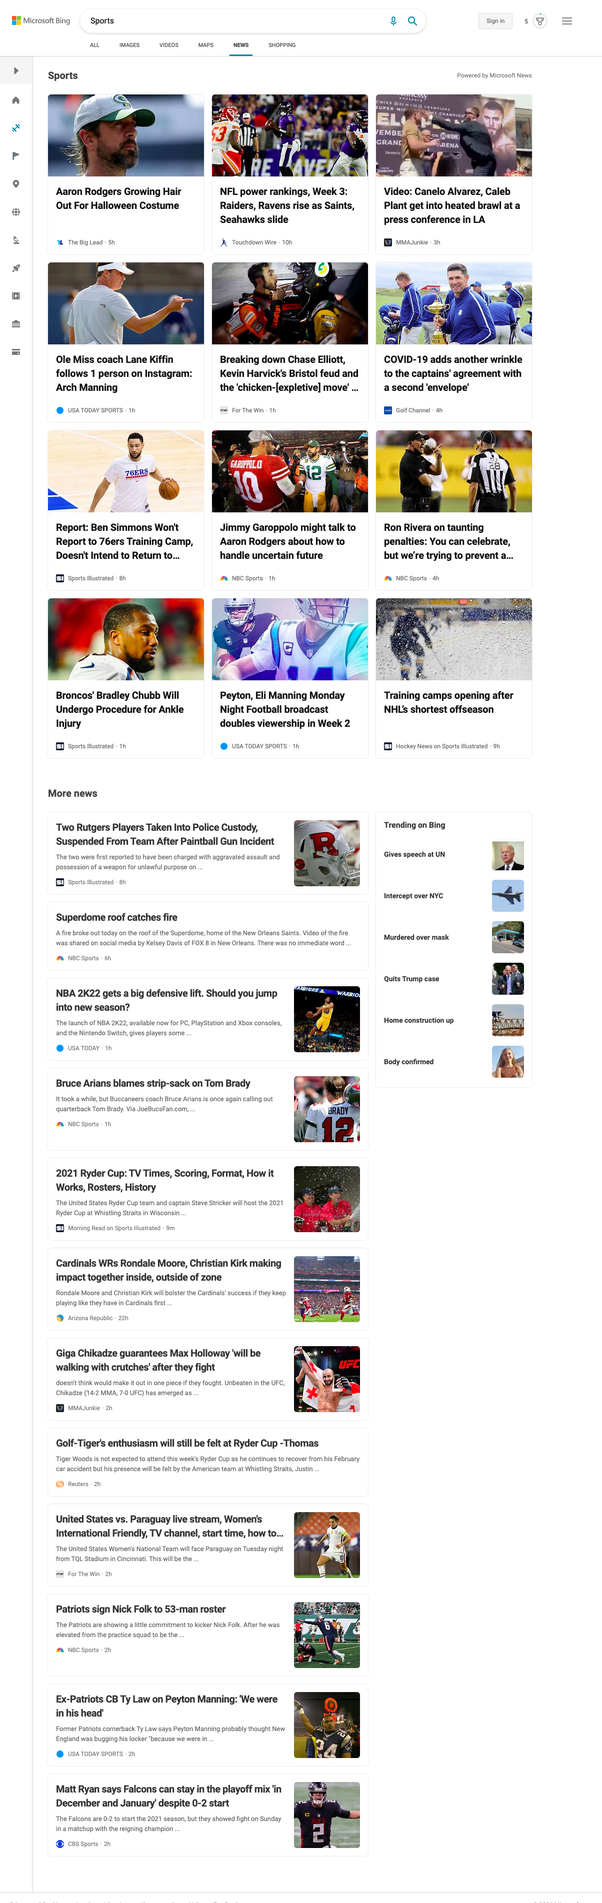 Microsoft Bing
Sports
Sign in
5
ALL
IMAGES
VIDEOS
MAPS
NEWS
SHOPPING
Sports
Powered by Microsoft News
Aaron Rodgers Growing Hair
Out For Halloween Costume
The Big Lead · 5h
NFL power rankings, Week 3:
Raiders, Ravens rise as Saints,
Seahawks slide
Touchdown Wire · 10h
Video: Canelo Alvarez, Caleb
Plant get into heated brawl at a
press conference in LA
MMAJunkie · 3h
Ole Miss coach Lane Kiffin
follows 1 person on Instagram:
Arch Manning
USA TODAY SPORTS · 1h
Breaking down Chase Elliott,
Kevin Harvick's Bristol feud and
the 'chicken-[expletive] move' ...
For The Win · 1h
COVID-19 adds another wrinkle
to the captains' agreement with
a second 'envelope'
Golf Channel · 4h
76ERS
Report: Ben Simmons Won't
Report to 76ers Training Camp,
Doesn't Intend to Return to...
Sports Illustrated · 8h
GAROPPOLO
10
12
Jimmy Garoppolo might talk to
Aaron Rodgers about how to
handle uncertain future
NBC Sports · 1h
28
Ron Rivera on taunting
penalties: You can celebrate,
but we're trying to prevent a...
NBC Sports · 4h
Broncos' Bradley Chubb Will
Undergo Procedure for Ankle
Injury
Sports Illustrated · 1h
Peyton, Eli Manning Monday
Night Football broadcast
doubles viewership in Week 2
USA TODAY SPORTS · 1h
Training camps opening after
NHL's shortest offseason
Hockey News on Sports Illustrated · 9h
More news
Two Rutgers Players Taken Into Police Custody,
Suspended From Team After Paintball Gun Incident
The two were first reported to have been charged with aggravated assault and
possession of a weapon for unlawful purpose on ...
Sports Illustrated · 8h
R
Superdome roof catches fire
A fire broke out today on the roof of the Superdome, home of the New Orleans Saints. Video of the fire
was shared on social media by Kelsey Davis of FOX 8 in New Orleans. There was no immediate word ...
NBC Sports · 6h
NBA 2K22 gets a big defensive lift. Should you jump
into new season?
The launch of NBA 2K22, available now for PC, PlayStation and Xbox consoles,
and the Nintendo Switch, gives players some ...
USA TODAY · 1h
Bruce Arians blames strip-sack on Tom Brady
It took a while, but Buccaneers coach Bruce Arians is once again calling out
quarterback Tom Brady. Via JoeBucsFan.com, ...
NBC Sports · 1h
BRADY
12
2021 Ryder Cup: TV Times, Scoring, Format, How it
Works, Rosters, History
The United States Ryder Cup team and captain Steve Stricker will host the 2021
Ryder Cup at Whistling Straits in Wisconsin ...
Morning Read on Sports Illustrated · 9m
Cardinals WRs Rondale Moore, Christian Kirk making
impact together inside, outside of zone
Rondale Moore and Christian Kirk will bolster the Cardinals' success if they keep
playing like they have in Cardinals first ...
Arizona Republic · 22h
Giga Chikadze guarantees Max Holloway 'will be
walking with crutches' after they fight
doesn't think would make it out in one piece if they fought. Unbeaten in the UFC,
Chikadze (14-2 MMA, 7-0 UFC) has emerged as ...
MMAJunkie · 2h
UFC
Golf-Tiger's enthusiasm will still be felt at Ryder Cup -Thomas
Tiger Woods is not expected to attend this week's Ryder Cup as he continues to recover from his February
car accident but his presence will be felt by the American team at Whistling Straits, Justin ...
Reuters · 2h
United States vs. Paraguay live stream, Women's
International Friendly, TV channel, start time, how to...
The United States Women's National Team will face Paraguay on Tuesday night
from TQL Stadium in Cincinnati. This will be the ...
For The Win · 2h
Patriots sign Nick Folk to 53-man roster
The Patriots are showing a little commitment to kicker Nick Folk. After he was
elevated from the practice squad to be the ...
NBC Sports · 2h
Ex-Patriots CB Ty Law on Peyton Manning: 'We were
in his head'
Former Patriots cornerback Ty Law says Peyton Manning probably thought New
England was bugging his locker "because we were in ...
USA TODAY SPORTS · 2h
24
Matt Ryan says Falcons can stay in the playoff mix 'in
December and January' despite 0-2 start
The Falcons are 0-2 to start the 2021 season, but they showed fight on Sunday
in a matchup with the reigning champion ...
CBS Sports · 2h
2
Trending on Bing
Gives speech at UN
Intercept over NYC
Murdered over mask
Quits Trump case
Home construction up
Body confirmed